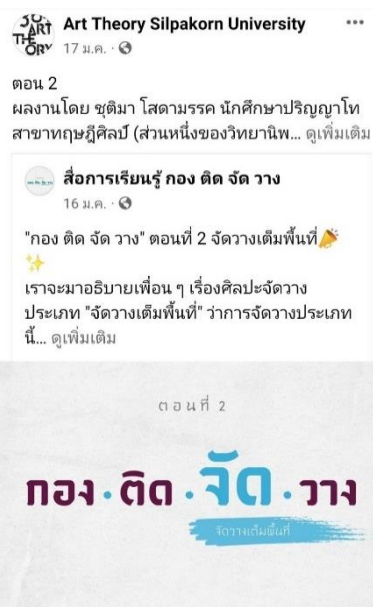 ART
THEORY
Art Theory Silpakorn University
17 ม.ค.
ตอน 2
ผลงานโดย ชุติมา โสดามรรค นักศึกษาปริญญาโท
สาขาทฤษฎีศิลป์ (ส่วนหนึ่งของวิทยานิพ... ดูเพิ่มเติม
สื่อการเรียนรู้ กอง ติด จัด วาง
16 ม.ค.
"กอง ติด จัด วาง" ตอนที่ 2 จัดวางเต็มพื้นที่🎉
✨
เราจะมาอธิบายเพื่อน ๆ เรื่องศิลปะจัดวาง
ประเภท "จัดวางเต็มพื้นที่" ว่าการจัดวางประเภท
นี้... ดูเพิ่มเติม
ตอนที่ 2
กอง · ติด · จัด · วาง
จัดวางเต็มพื้นที่